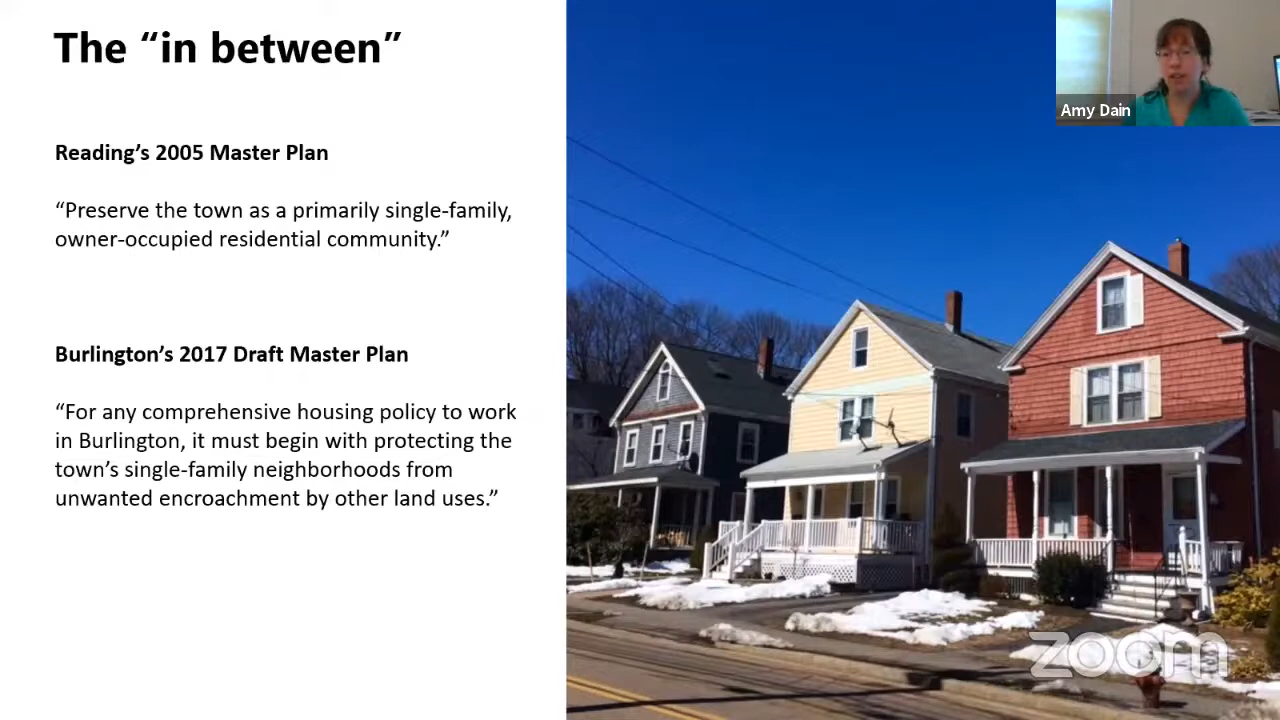 The “in between”
Reading’s 2005 Master Plan
“Preserve the town as a primarily single-family,
owner-occupied residential community.”
Burlington’s 2017 Draft Master Plan
“For any comprehensive housing policy to work
in Burlington, it must begin with protecting the
town’s single-family neighborhoods from
unwanted encroachment by other land uses.”
Amy Dain
zoom